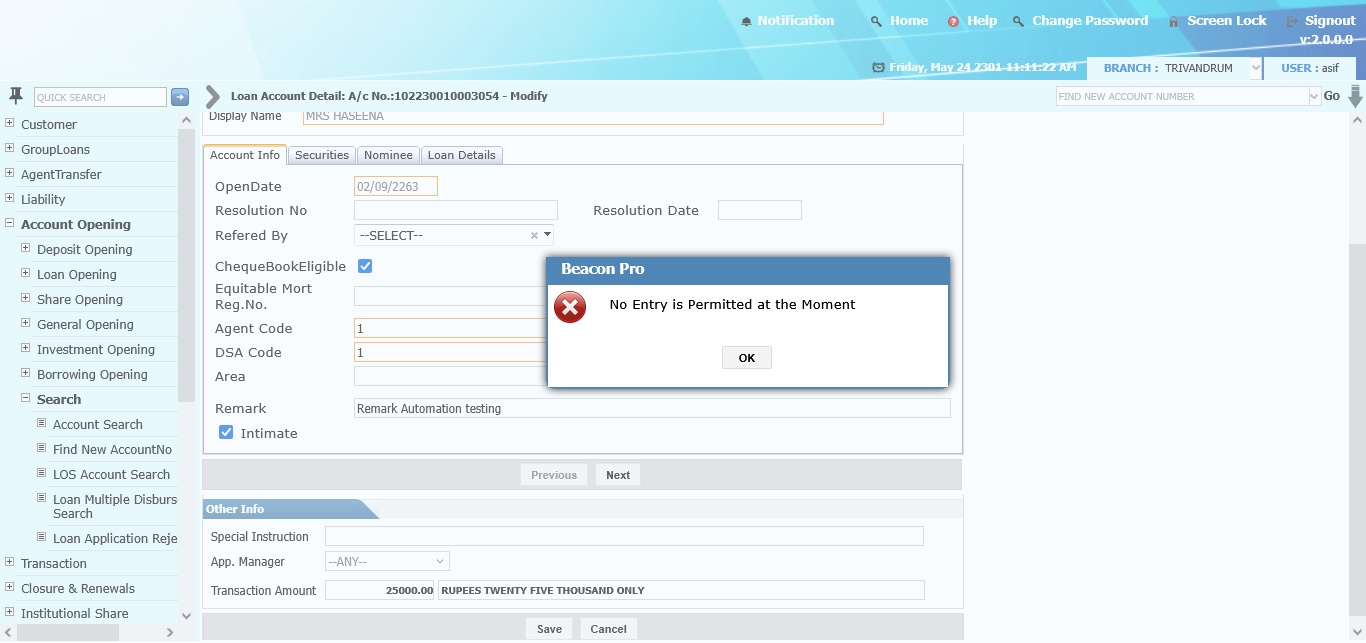 Notification Home Help Change Password Screen Lock Signout
v:2.0.0.0
Friday, May 24 2301 11:11:22 AM BRANCH : TRIVANDRUM USER : asif
QUICK SEARCH
Loan Account Detail: A/c No.:102230010003054 - Modify
FIND NEW ACCOUNT NUMBER Go
Customer
GroupLoans
AgentTransfer
Liability
Account Opening
Deposit Opening
Loan Opening
Share Opening
General Opening
Investment Opening
Borrowing Opening
Search
Account Search
Find New AccountNo
LOS Account Search
Loan Multiple Disburs
Search
Loan Application Reje
Transaction
Closure & Renewals
Institutional Share
Display Name MRS HASEENA
Account Info Securities Nominee Loan Details
OpenDate 02/09/2263
Resolution No Resolution Date
Refered By --SELECT--
ChequeBookEligible
Equitable Mort
Reg.No.
Agent Code 1
DSA Code 1
Area
Remark Remark Automation testing
Intimate
Beacon Pro
No Entry is Permitted at the Moment
OK
Previous Next
Other Info
Special Instruction
App. Manager --ANY--
Transaction Amount 25000.00 RUPEES TWENTY FIVE THOUSAND ONLY
Save Cancel